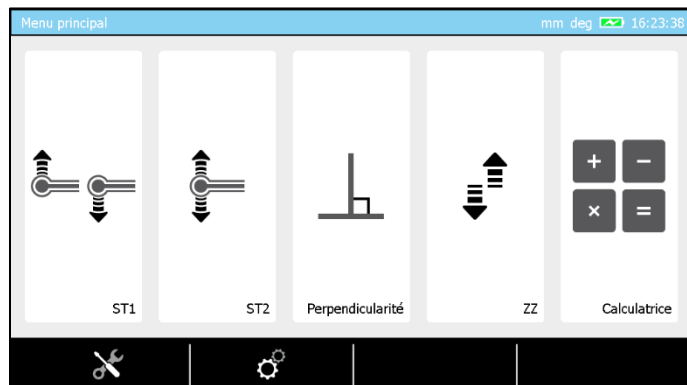 Menu principal
mm deg 16:23:38
+ −
× =
ST1
ST2
Perpendicularité
ZZ
Calculatrice